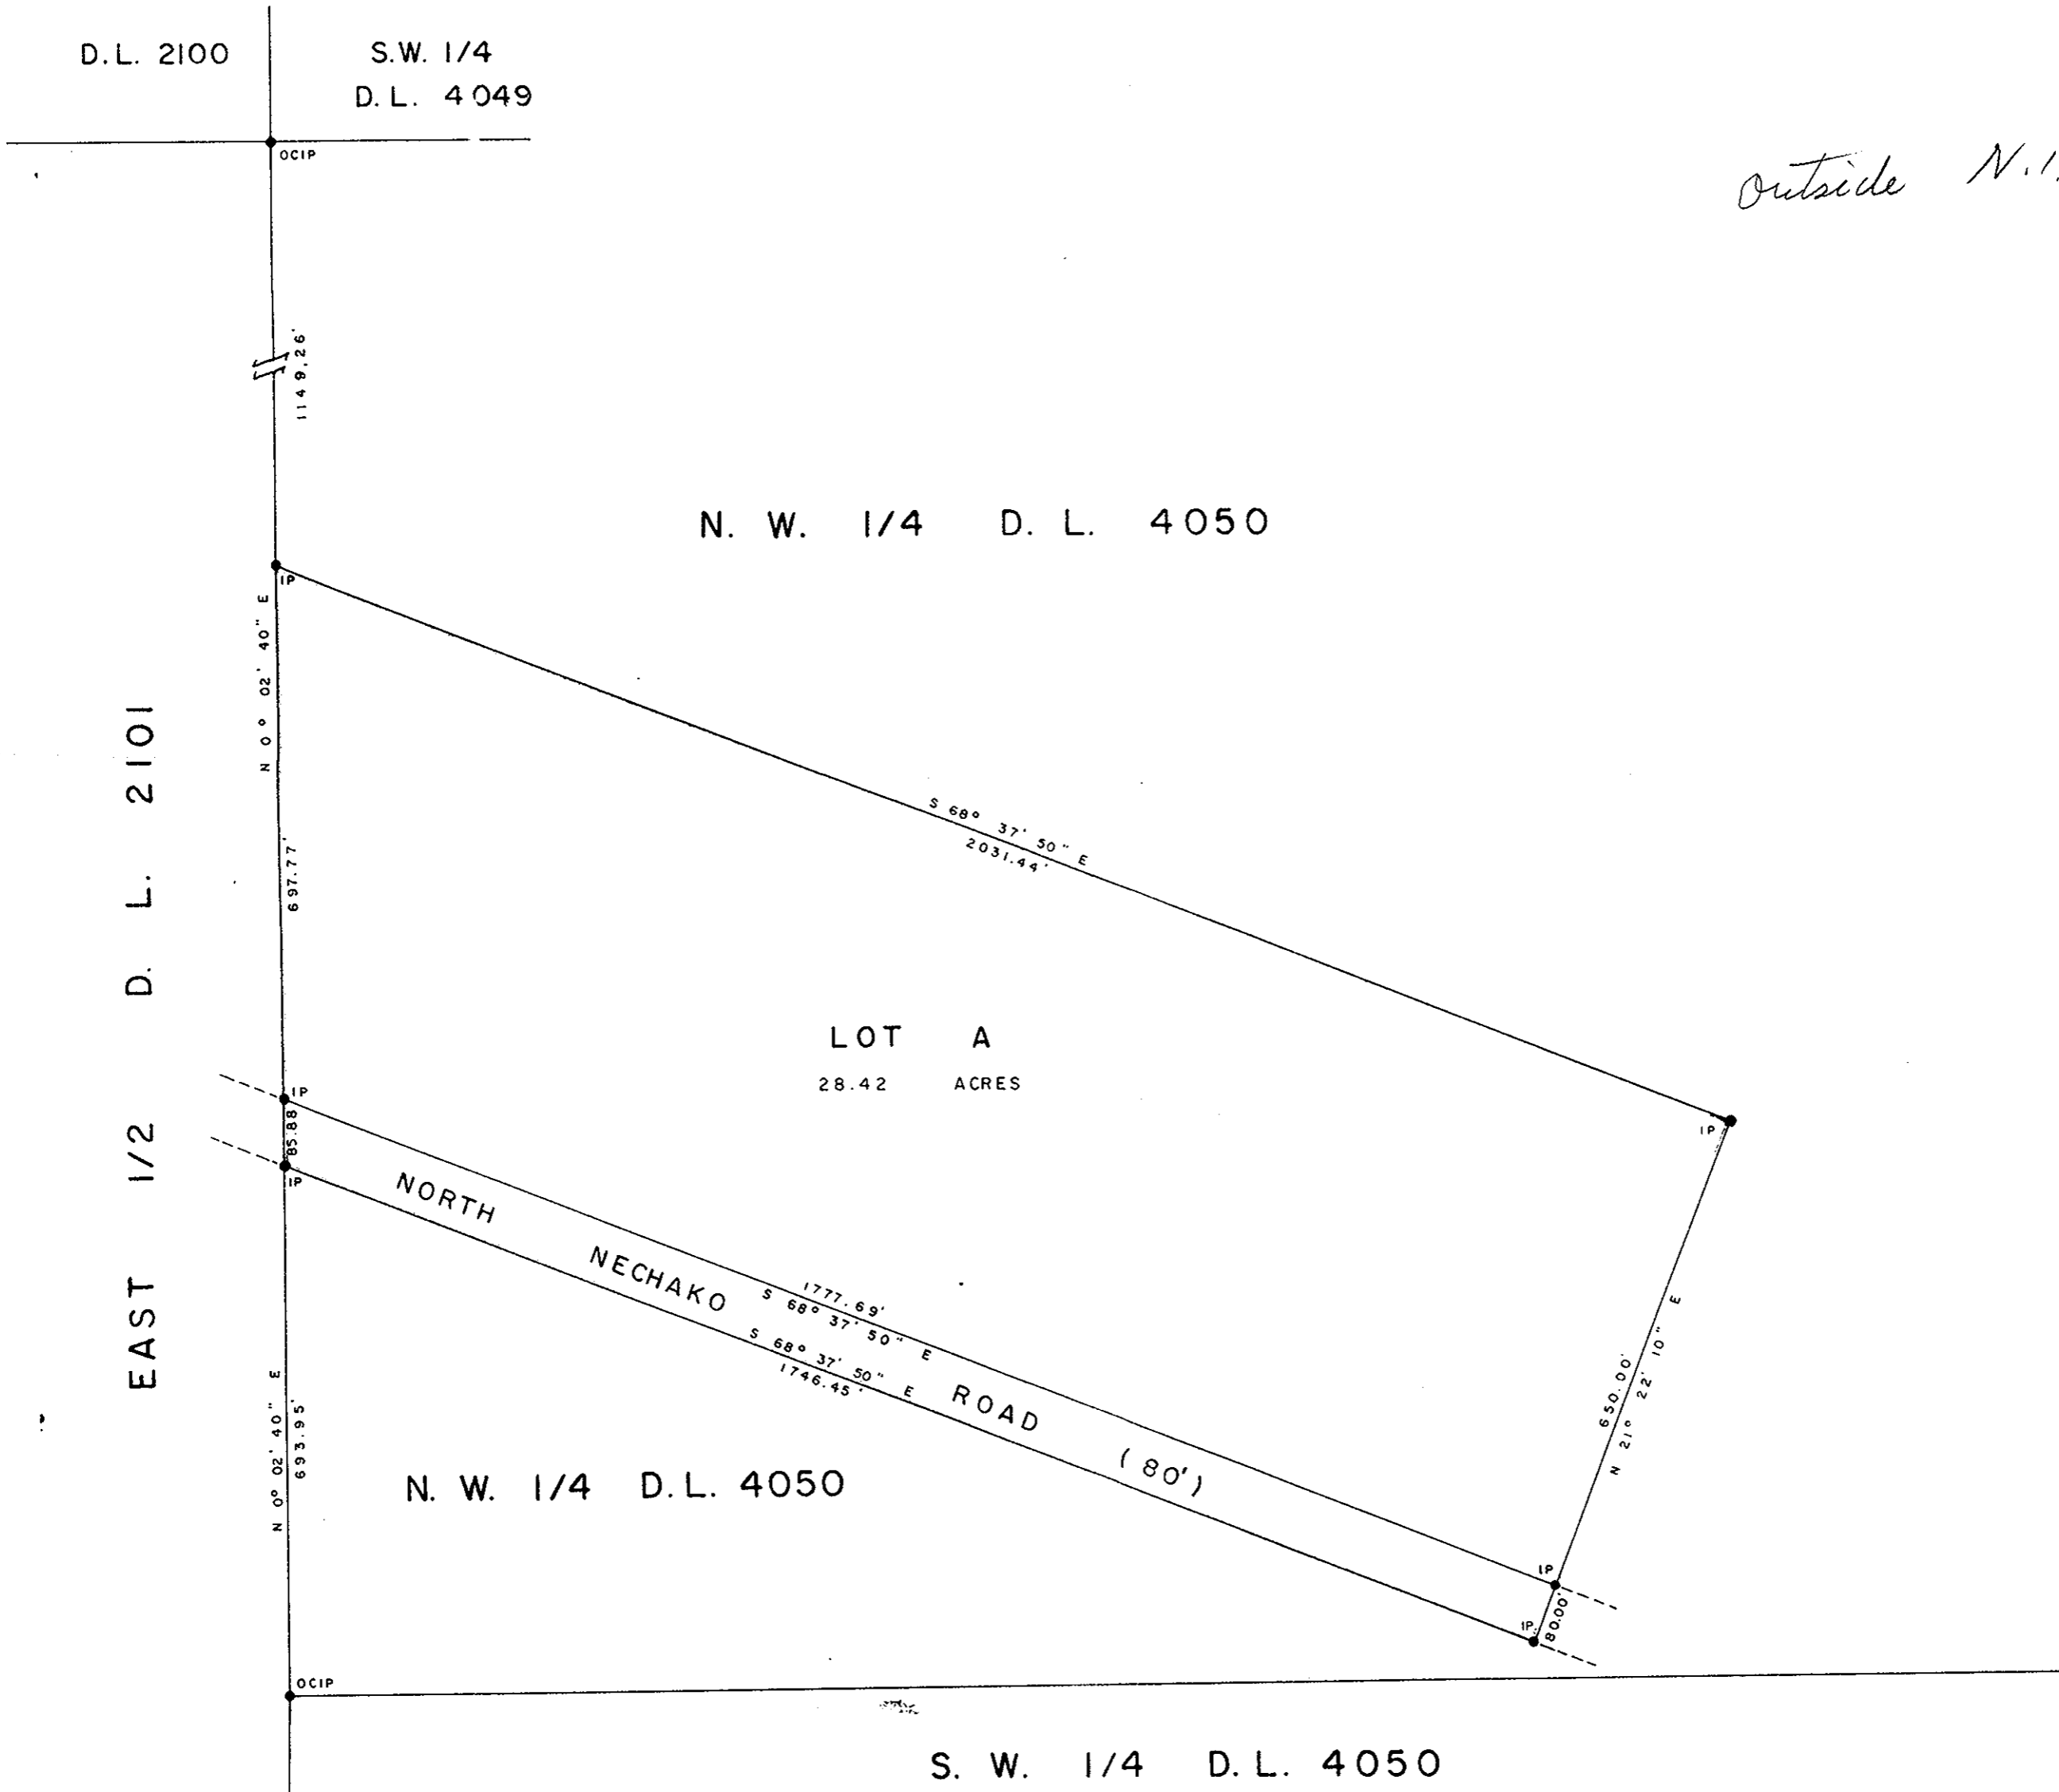 D.L. 2100
S.W. 1/4
D.L. 4049
OCIP
outside
1149.26'
N. W. 1/4 D. L. 4050
IP
N 0° 02' 40" E
697.77'
EAST 1/2 D. L. 2101
S 68° 37' 50" E
2031.44'
LOT A
28.42 ACRES
IP
IP
85.88
IP
NORTH NECHAKO ROAD (80')
1777.69'
S 68° 37' 50" E
S 68° 37' 50" E
1746.45'
650.00'
N 21° 22' 10" E
N 0° 02' 40" E
693.95'
N. W. 1/4 D.L. 4050
IP
IP
80.00'
OCIP
S. W. 1/4 D.L. 4050